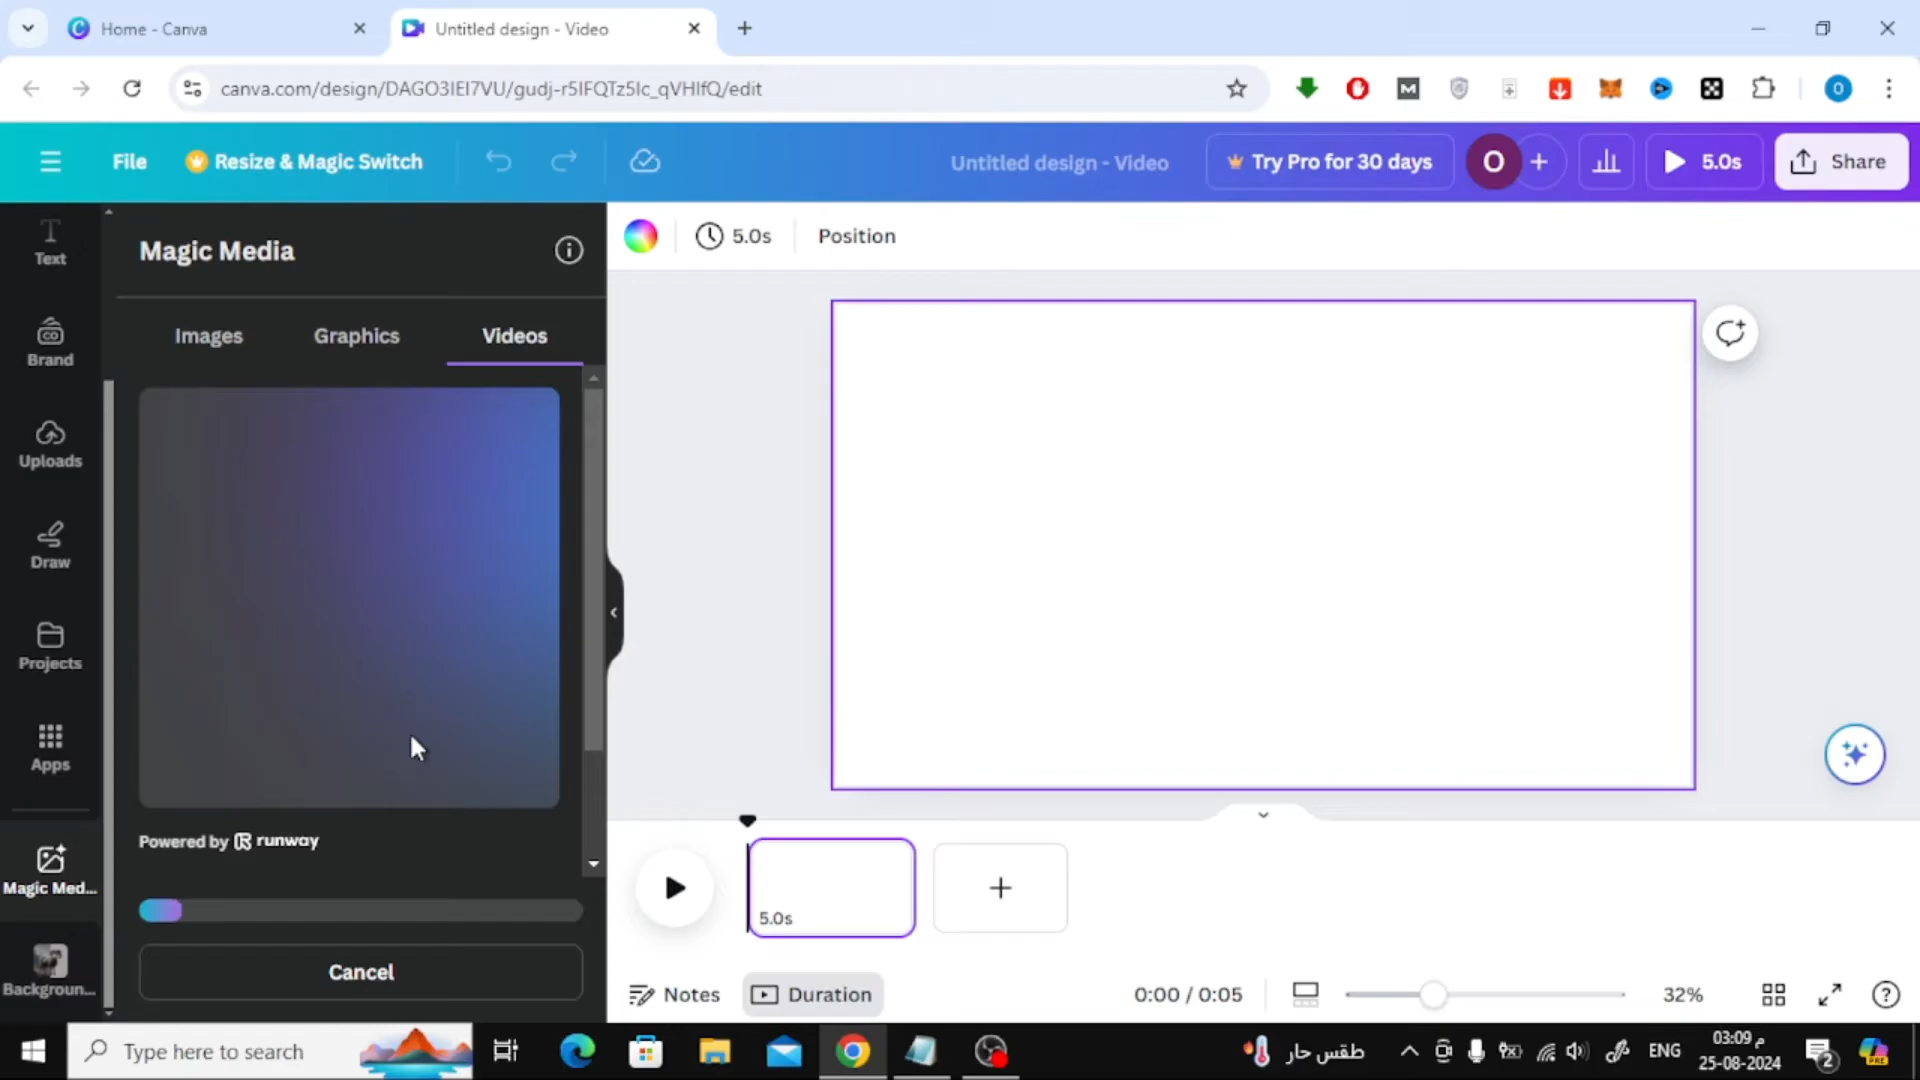 Home - Canva
Untitled design - Video
canva.com/design/DAGO3IEI7VU/gudj-r5IFQTz5Ic_qVHIfQ/edit
File
Resize & Magic Switch
Untitled design - Video
Try Pro for 30 days
O
5.0s
Share
Text
Brand
Uploads
Draw
Projects
Apps
Magic Med...
Backgroun...
Magic Media
Images
Graphics
Videos
Powered by runway
Cancel
5.0s
Position
5.0s
Notes
Duration
0:00 / 0:05
32%
Type here to search
طقس حار
ENG
03:09 م
25-08-2024
2